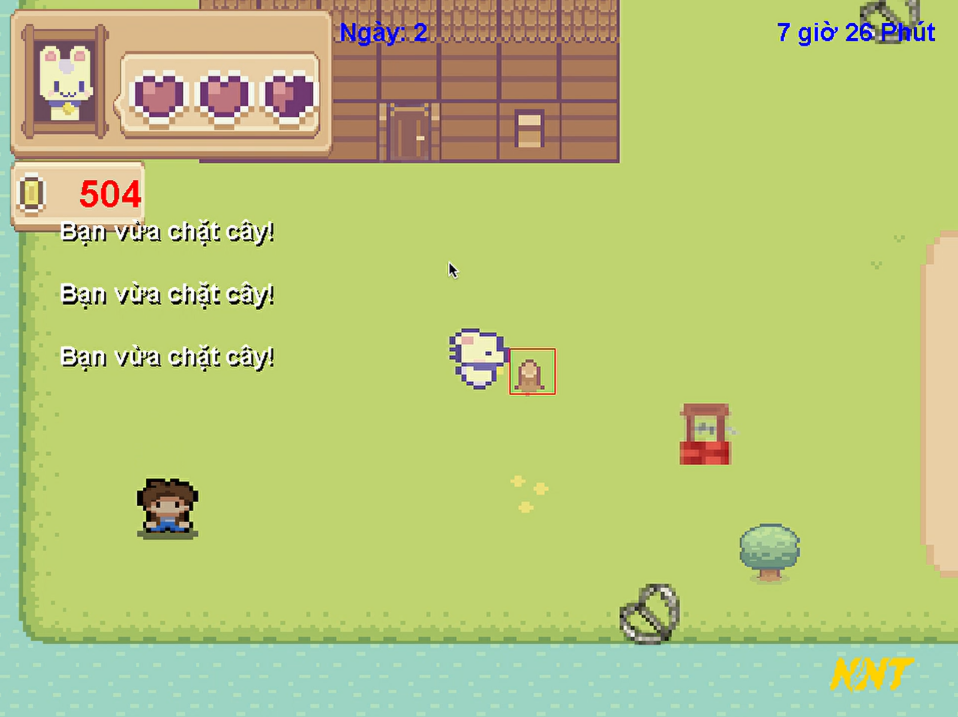 Ngày: 2
7 giờ 26 Phút
504
Bạn vừa chặt cây!
Bạn vừa chặt cây!
Bạn vừa chặt cây!
NNT